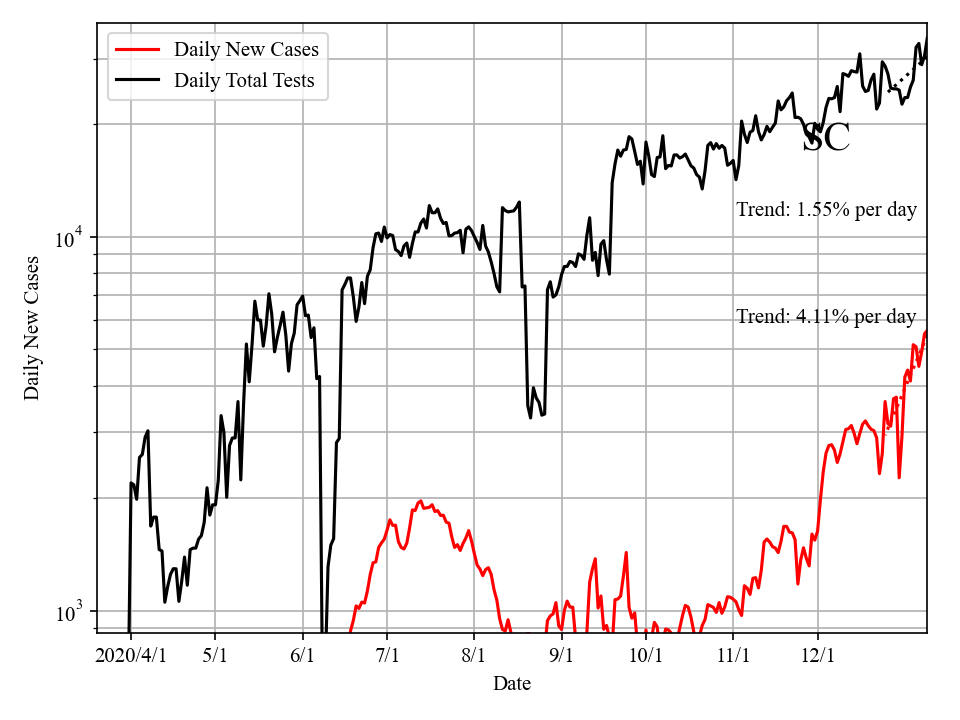 Daily New Cases
Daily Total Tests
SC
Trend: 1.55% per day
Trend: 4.11% per day
10^4
10^3
Daily New Cases
2020/4/1 5/1 6/1 7/1 8/1 9/1 10/1 11/1 12/1
Date